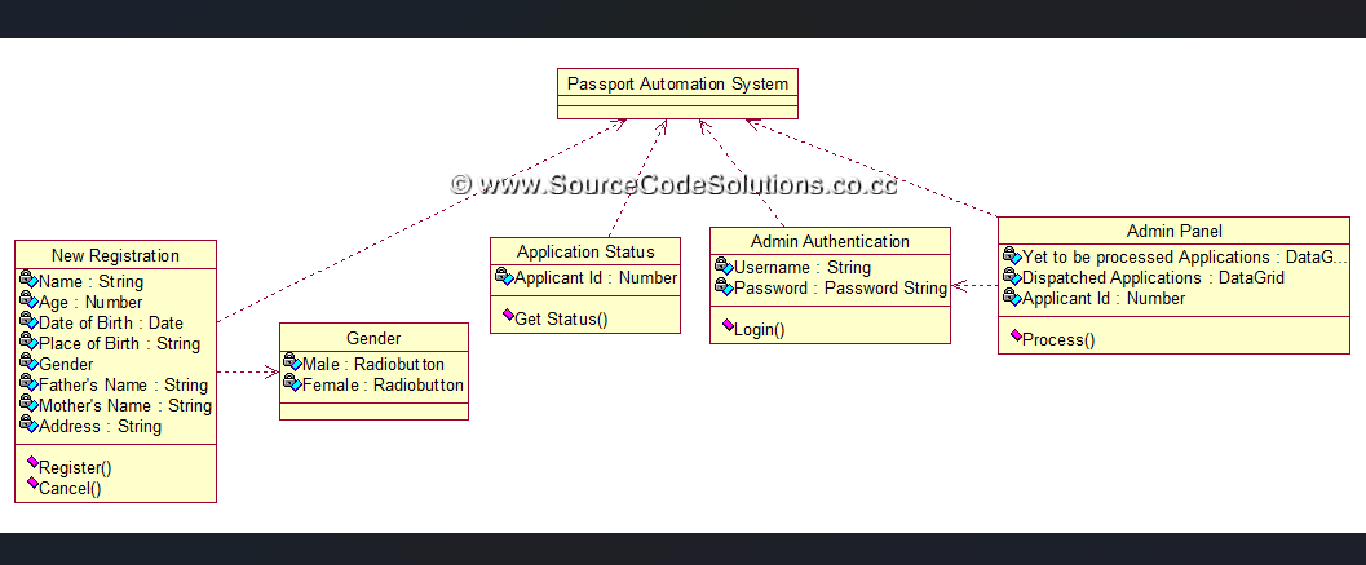 Passport Automation System
© www.SourceCodeSolutions.co.cc
New Registration
Name : String
Age : Number
Date of Birth : Date
Place of Birth : String
Gender
Father's Name : String
Mother's Name : String
Address : String
Register()
Cancel()
Gender
Male : Radiobutton
Female : Radiobutton
Application Status
Applicant Id : Number
Get Status()
Admin Authentication
Username : String
Password : Password String
Login()
Admin Panel
Yet to be processed Applications : DataG...
Dispatched Applications : DataGrid
Applicant Id : Number
Process()